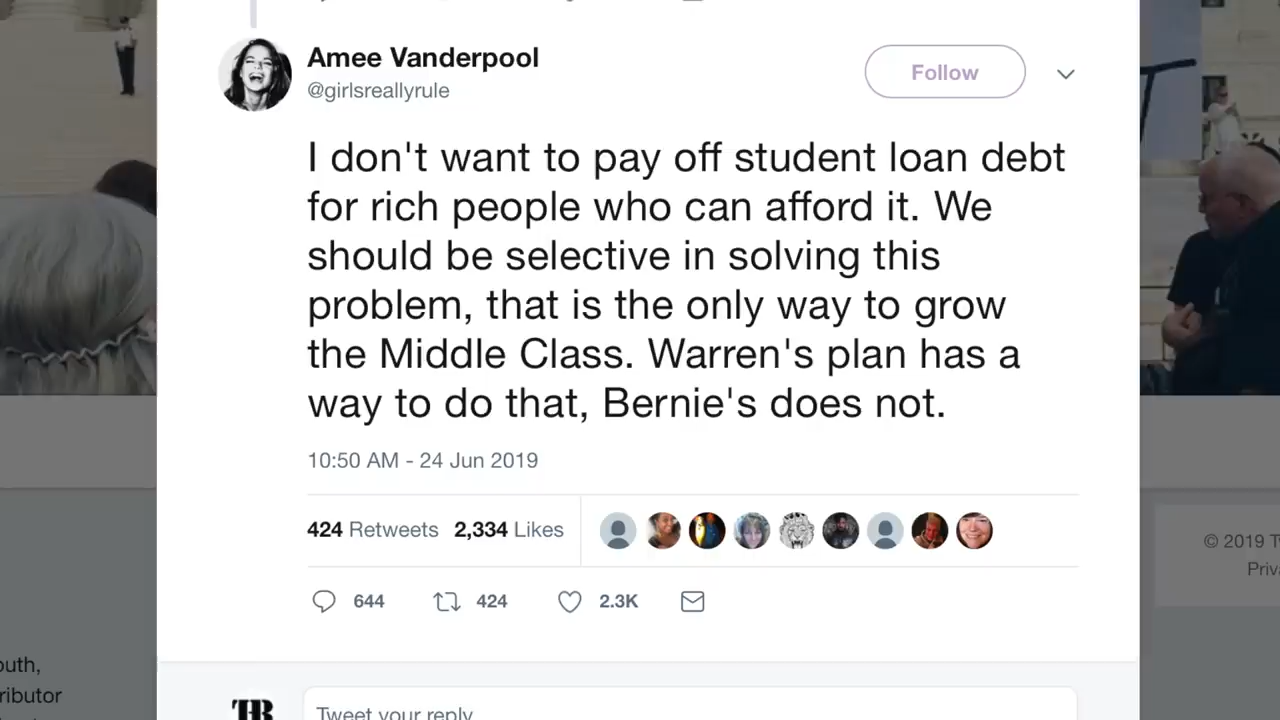 Amee Vanderpool
@girlsreallyrule
Follow
I don't want to pay off student loan debt
for rich people who can afford it. We
should be selective in solving this
problem, that is the only way to grow
the Middle Class. Warren's plan has a
way to do that, Bernie's does not.
10:50 AM - 24 Jun 2019
424 Retweets 2,334 Likes
644 424 2.3K
© 2019
outh,
ributor
TR
Tweet your reply